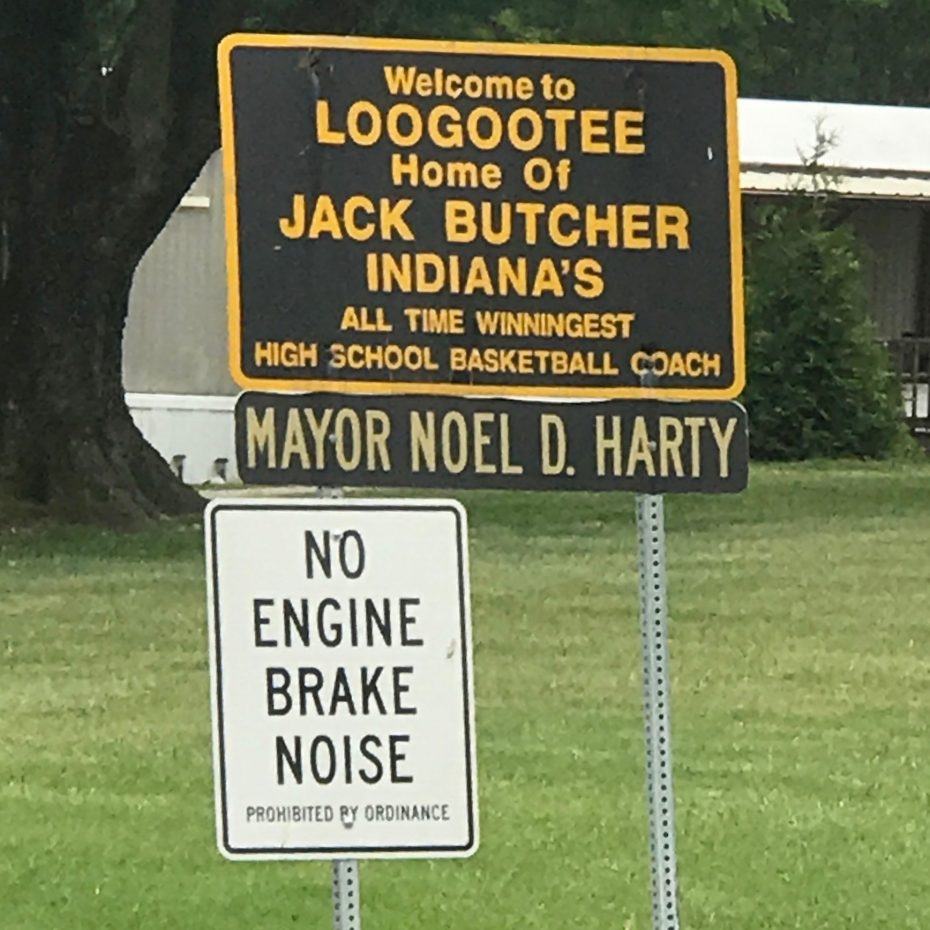 Welcome to
LOOGOOTEE
Home Of
JACK BUTCHER
INDIANA'S
ALL TIME WINNINGEST
HIGH SCHOOL BASKETBALL COACH
MAYOR NOEL D. HARTY
NO
ENGINE
BRAKE
NOISE
PROHIBITED BY ORDINANCE